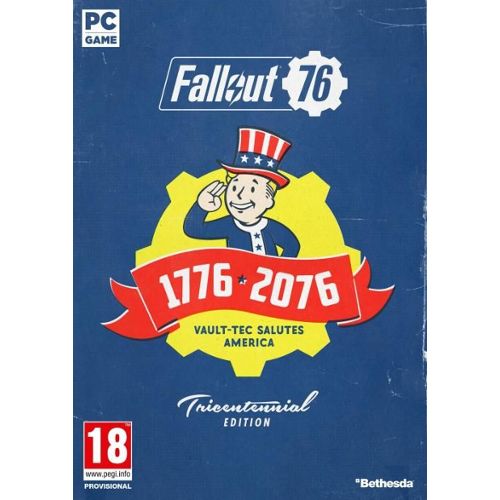 PC
GAME
Fallout 76
1776 ★ 2076
VAULT-TEC SALUTES
AMERICA
Tricentennial
EDITION
18
www.pegi.info
PROVISIONAL
Bethesda